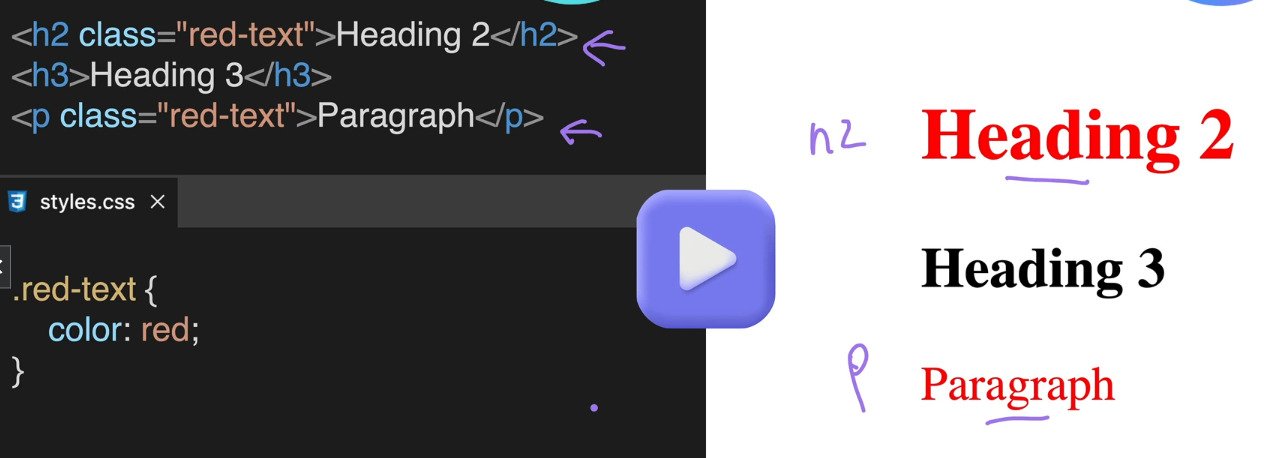 <h2 class="red-text">Heading 2</h2>
<h3>Heading 3</h3>
<p class="red-text">Paragraph</p>
styles.css
.red-text {
color: red;
}
h2 Heading 2
Heading 3
p Paragraph